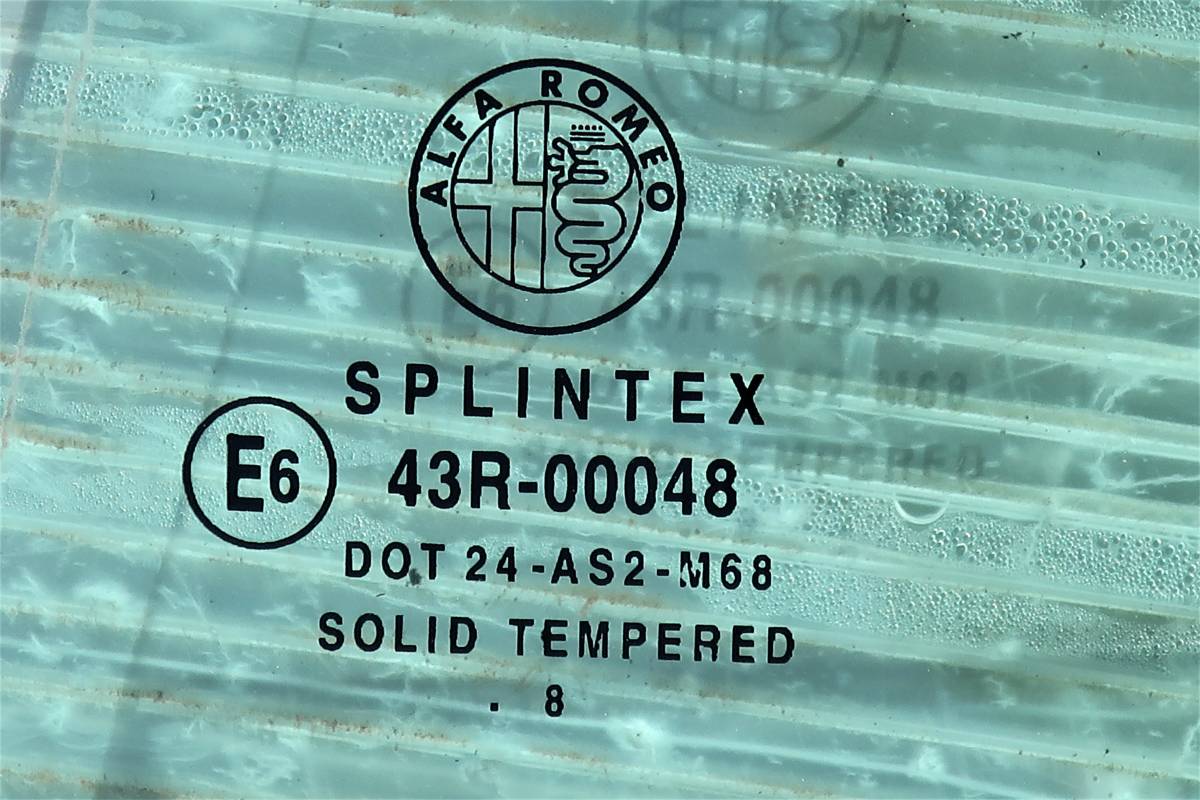 ALFA ROMEO
SPLINTEX
E6 43R-00048
DOT 24-AS2-M68
SOLID TEMPERED
. 8